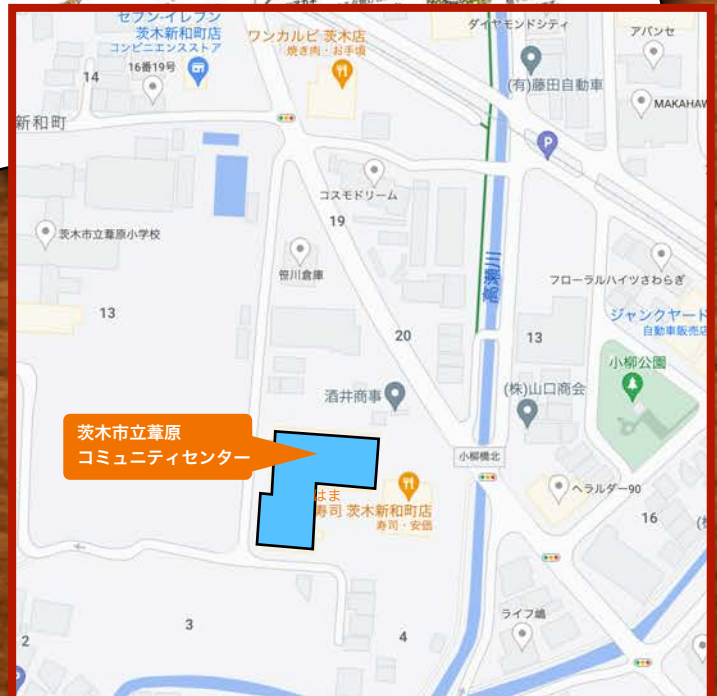 セブン-イレブン
茨木新和町店
コンビニエンスストア
ワンカルビ 茨木店
焼き肉・お手頃
ダイヤモンドシティ
アバンセ
(有)藤田自動車
16番19号
14
MAKAHAW
新和町
P
コスモドリーム
19
茨木市立葦原小学校
笹川倉庫
高瀬川
フローラルハイツさわらぎ
13
ジャンクヤード
自動車販売店
20
13
小柳公園
酒井商事
(株)山口商会
茨木市立葦原
コミュニティセンター
小柳橋北
はま
寿司 茨木新和町店
寿司・安価
ヘラルダー90
16
(株
3
ライフ嶋
2
4